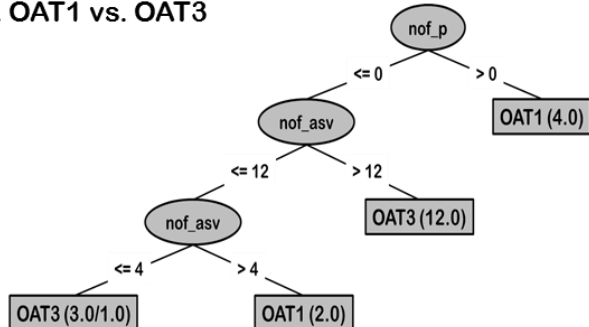 . OAT1 vs. OAT3
nof_p
<= 0
> 0
nof_asv
OAT1 (4.0)
<= 12
> 12
nof_asv
OAT3 (12.0)
<= 4
> 4
OAT3 (3.0/1.0)
OAT1 (2.0)